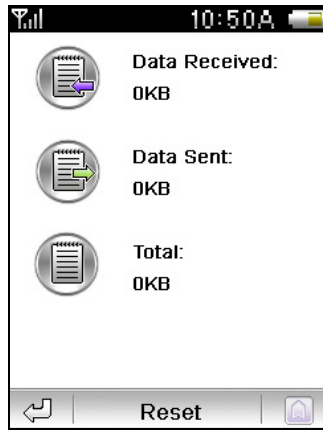 10:50A
Data Received:
0KB
Data Sent:
0KB
Total:
0KB
Reset